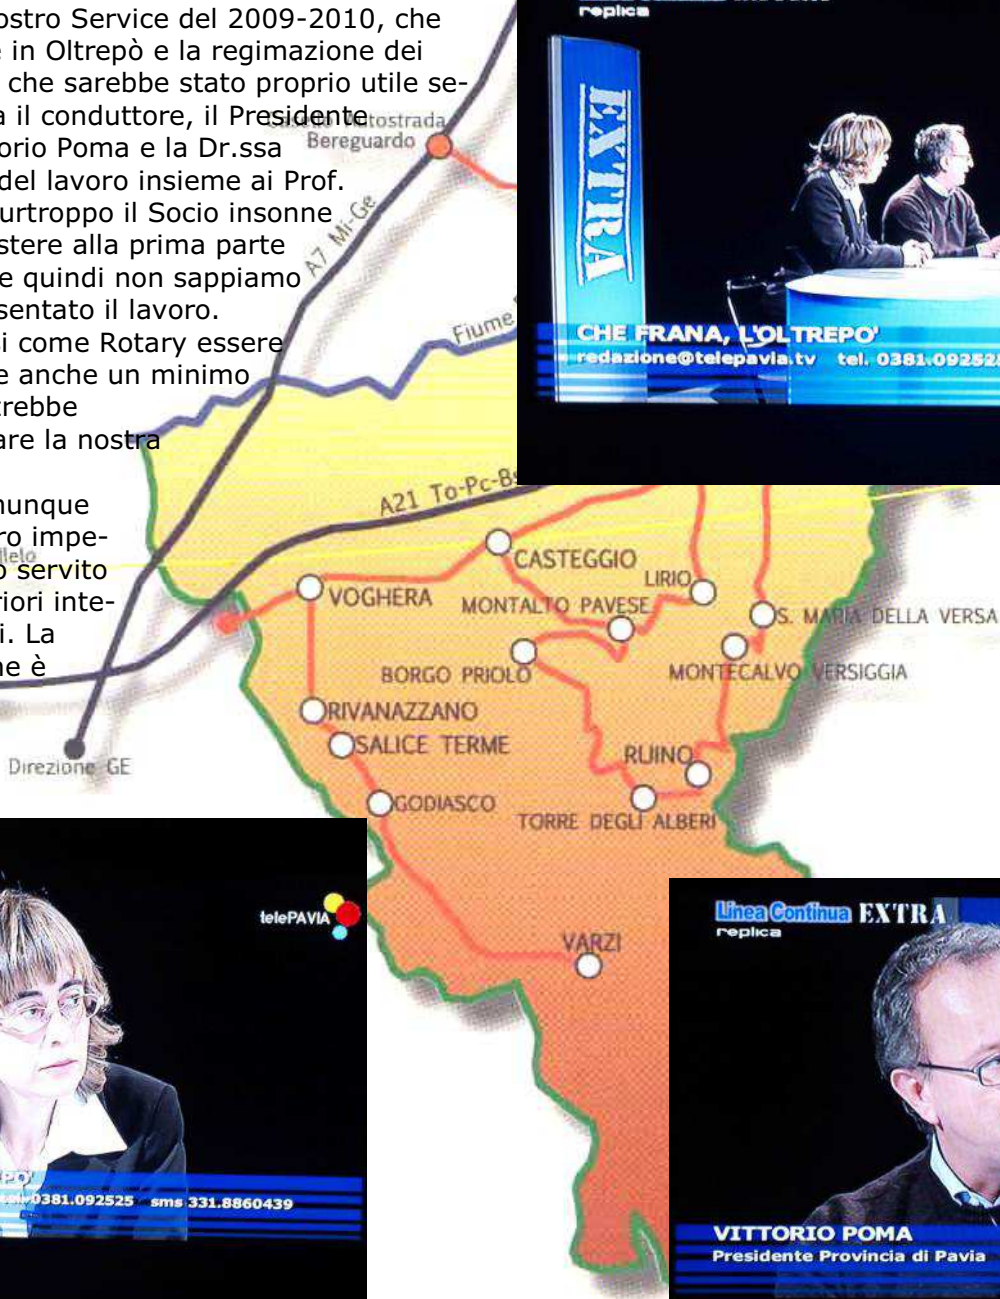 ostro Service del 2009-2010, che
e in Oltrepò e la regimazione dei
che sarebbe stato proprio utile se-
a il conduttore, il Presidente
orio Poma e la Dr.ssa
del lavoro insieme ai Prof.
urtroppo il Socio insonne
stere alla prima parte
e quindi non sappiamo
sentato il lavoro.
si come Rotary essere
e anche un minimo
trebbe
are la nostra
munque
ro impe-
o servito
riori inte-
i. La
ne è
replica
EXTRA
CHE FRANA, L'OLTREPO'
redazione@telepavia.tv tel. 0381.092525
Casello Autostrada
Bereguardo
A7 Mi-Ge
Fiume
A21 To-Pc-Bs
CASTEGGIO
LIRIO
VOGHERA
MONTALTO PAVESE
S. MARIA DELLA VERSA
BORGO PRIOLO
MONTECALVO VERSIGGIA
RIVANAZZANO
SALICE TERME
RUINO
Direzione GE
GODIASCO
TORRE DEGLI ALBERI
VARZI
telePAVIA
PO'
tel. 0381.092525 sms 331.8860439
Linea Continua EXTRA
replica
VITTORIO POMA
Presidente Provincia di Pavia